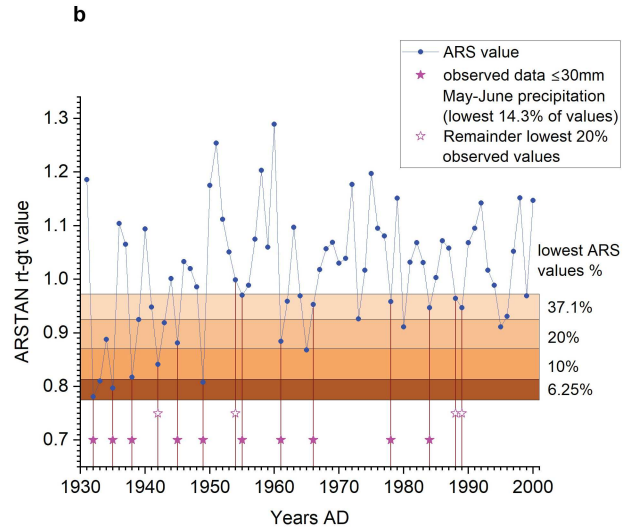 b
ARS value
observed data ≤30mm
May-June precipitation
(lowest 14.3% of values)
Remainder lowest 20%
observed values
ARSTAN rt-gt value
1.3
1.2
1.1
1.0
0.9
0.8
0.7
lowest ARS
values %
37.1%
20%
10%
6.25%
1930 1940 1950 1960 1970 1980 1990 2000
Years AD